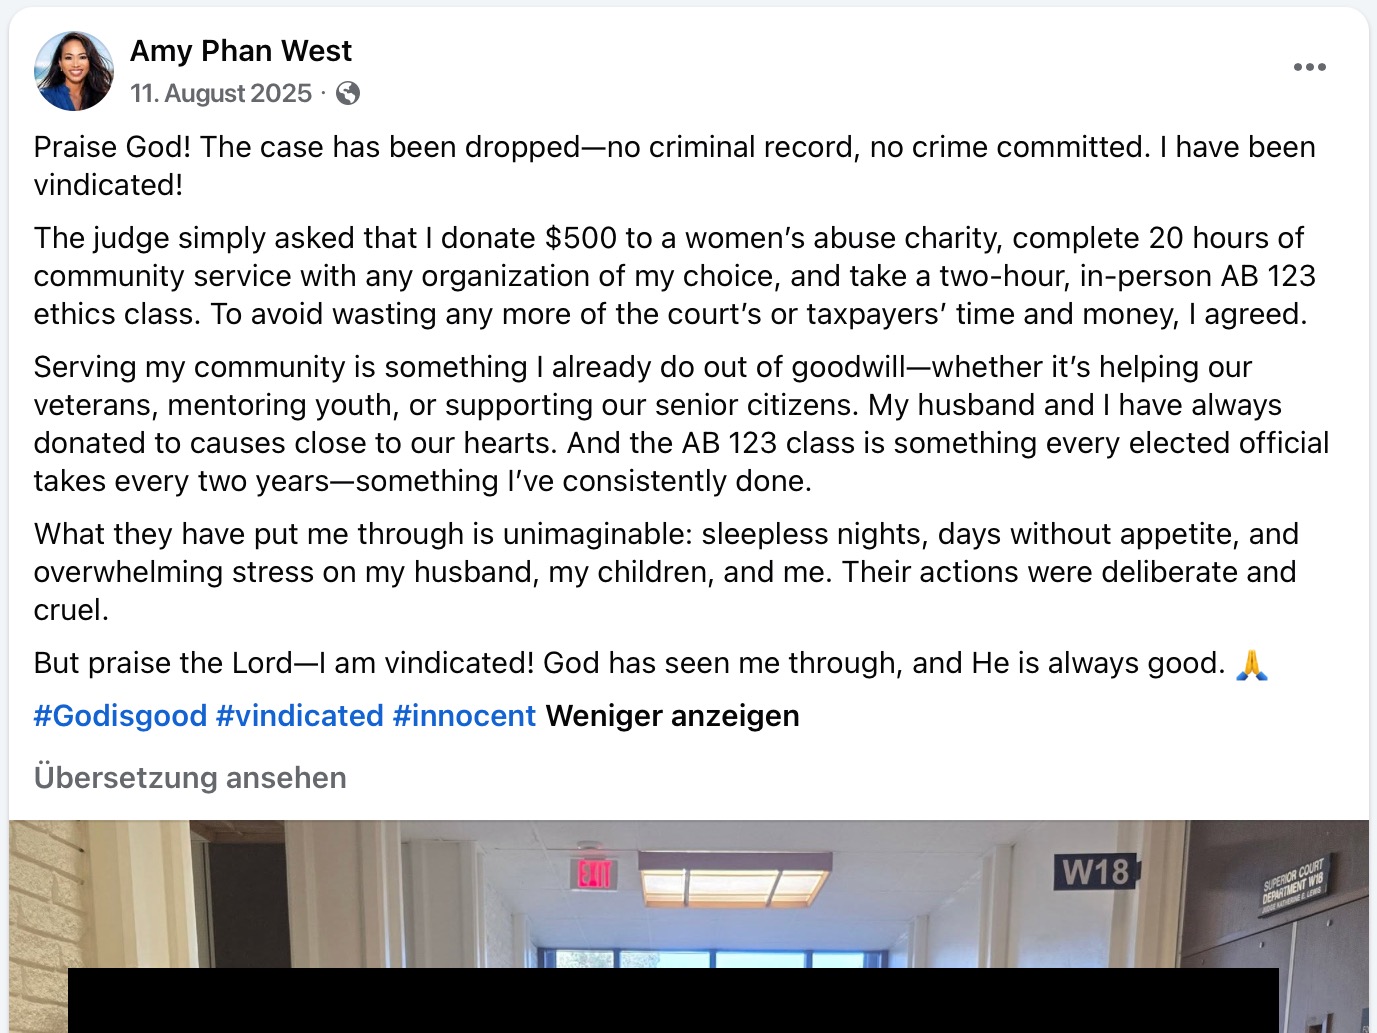 Amy Phan West
11. August 2025 ·
Praise God! The case has been dropped—no criminal record, no crime committed. I have been
vindicated!
The judge simply asked that I donate $500 to a women’s abuse charity, complete 20 hours of
community service with any organization of my choice, and take a two-hour, in-person AB 123
ethics class. To avoid wasting any more of the court’s or taxpayers’ time and money, I agreed.
Serving my community is something I already do out of goodwill—whether it’s helping our
veterans, mentoring youth, or supporting our senior citizens. My husband and I have always
donated to causes close to our hearts. And the AB 123 class is something every elected official
takes every two years—something I’ve consistently done.
What they have put me through is unimaginable: sleepless nights, days without appetite, and
overwhelming stress on my husband, my children, and me. Their actions were deliberate and
cruel.
But praise the Lord—I am vindicated! God has seen me through, and He is always good. 🙏
#Godisgood #vindicated #innocent Weniger anzeigen
Übersetzung ansehen
EXIT
W18
SUPERIOR COURT
DEPARTMENT W18
JUDGE KATHERINE E. LEWIS